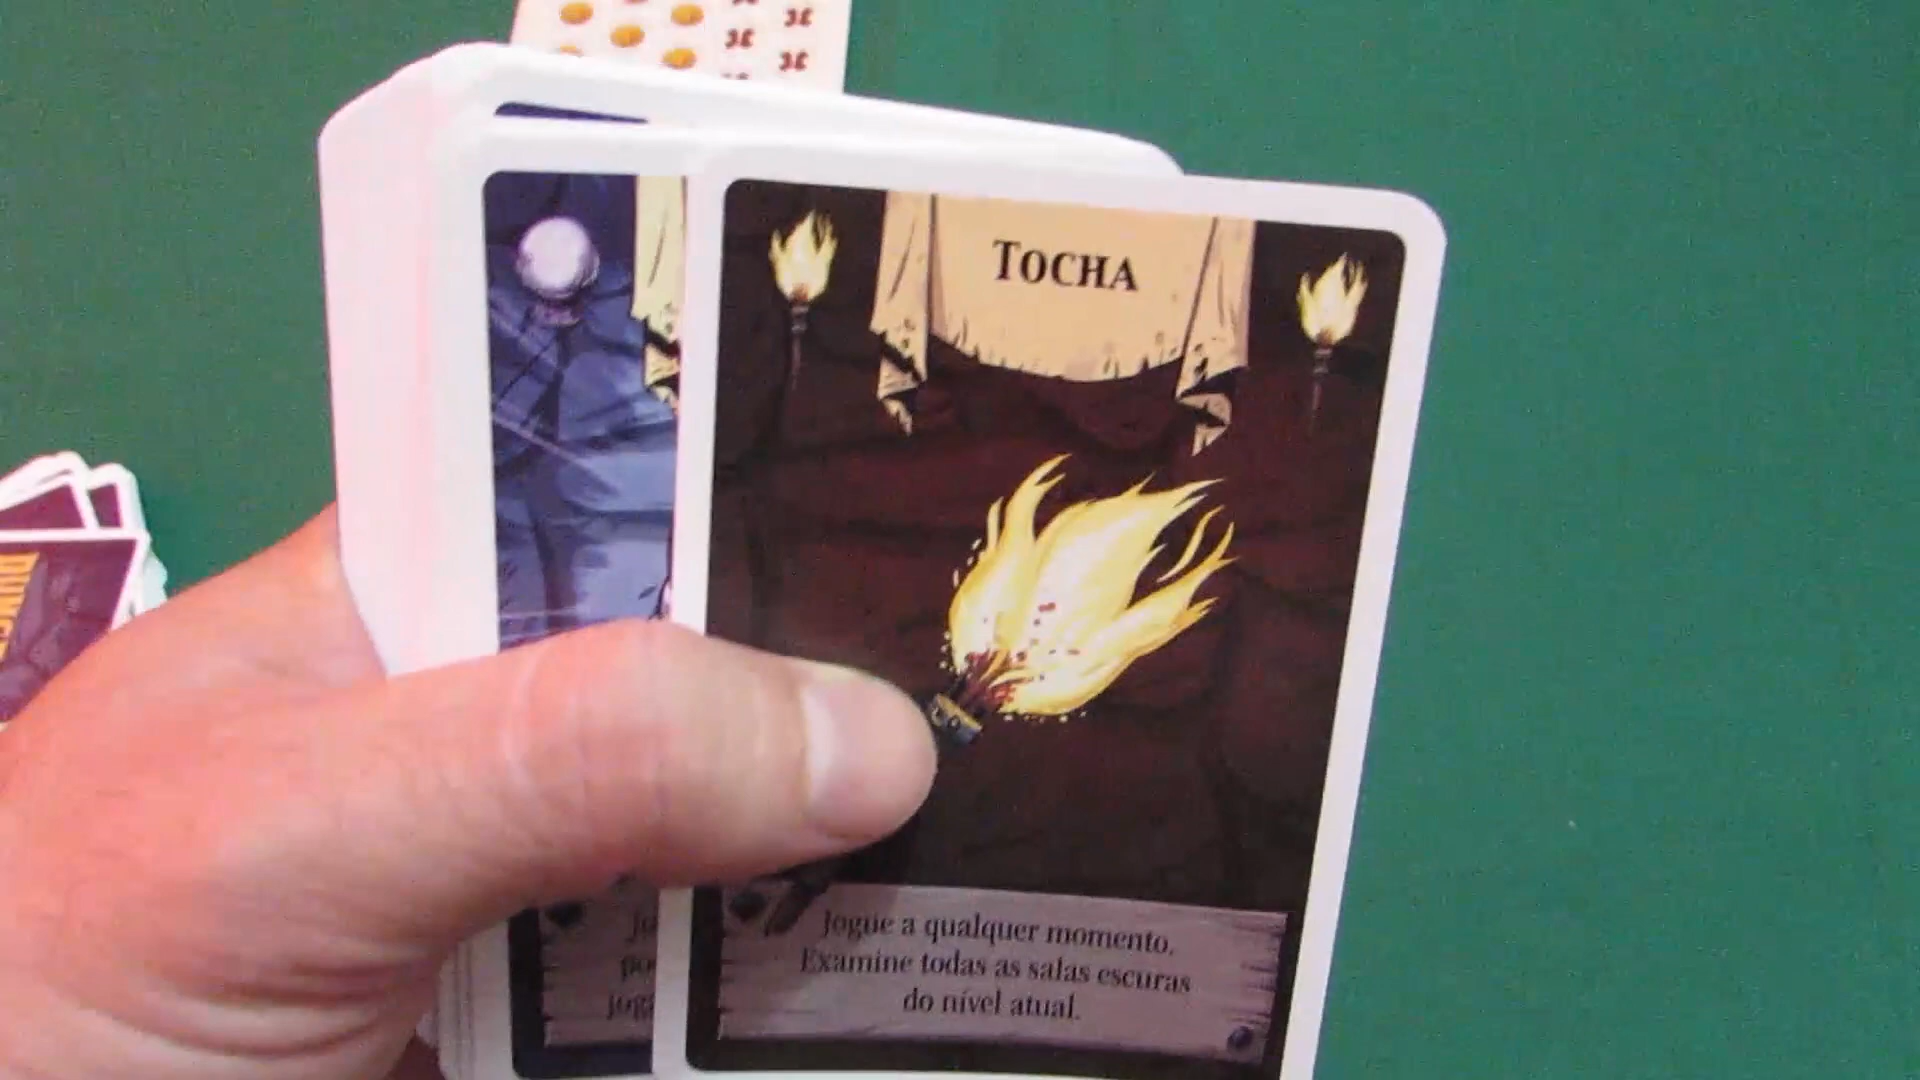 TOCHA
Jogue a qualquer momento.
Examine todas as salas escuras
do nível atual.